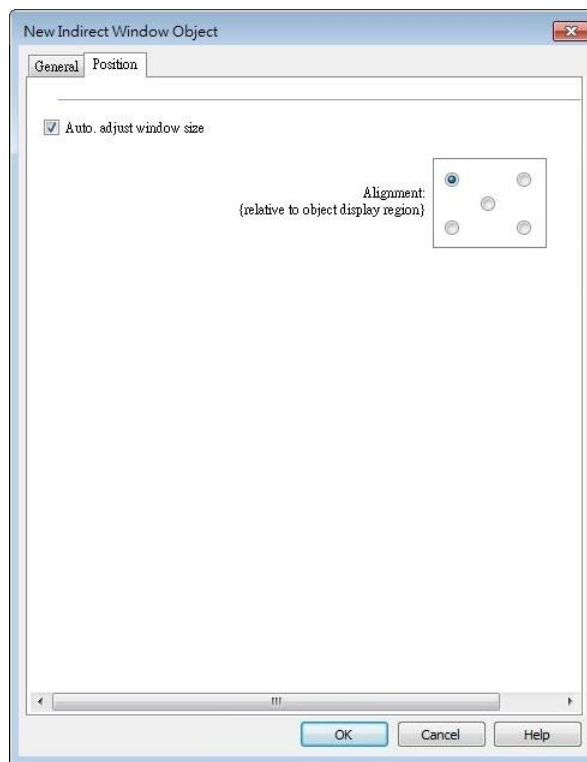 New Indirect Window Object
General Position
Auto. adjust window size
Alignment:
{relative to object display region}
OK Cancel Help